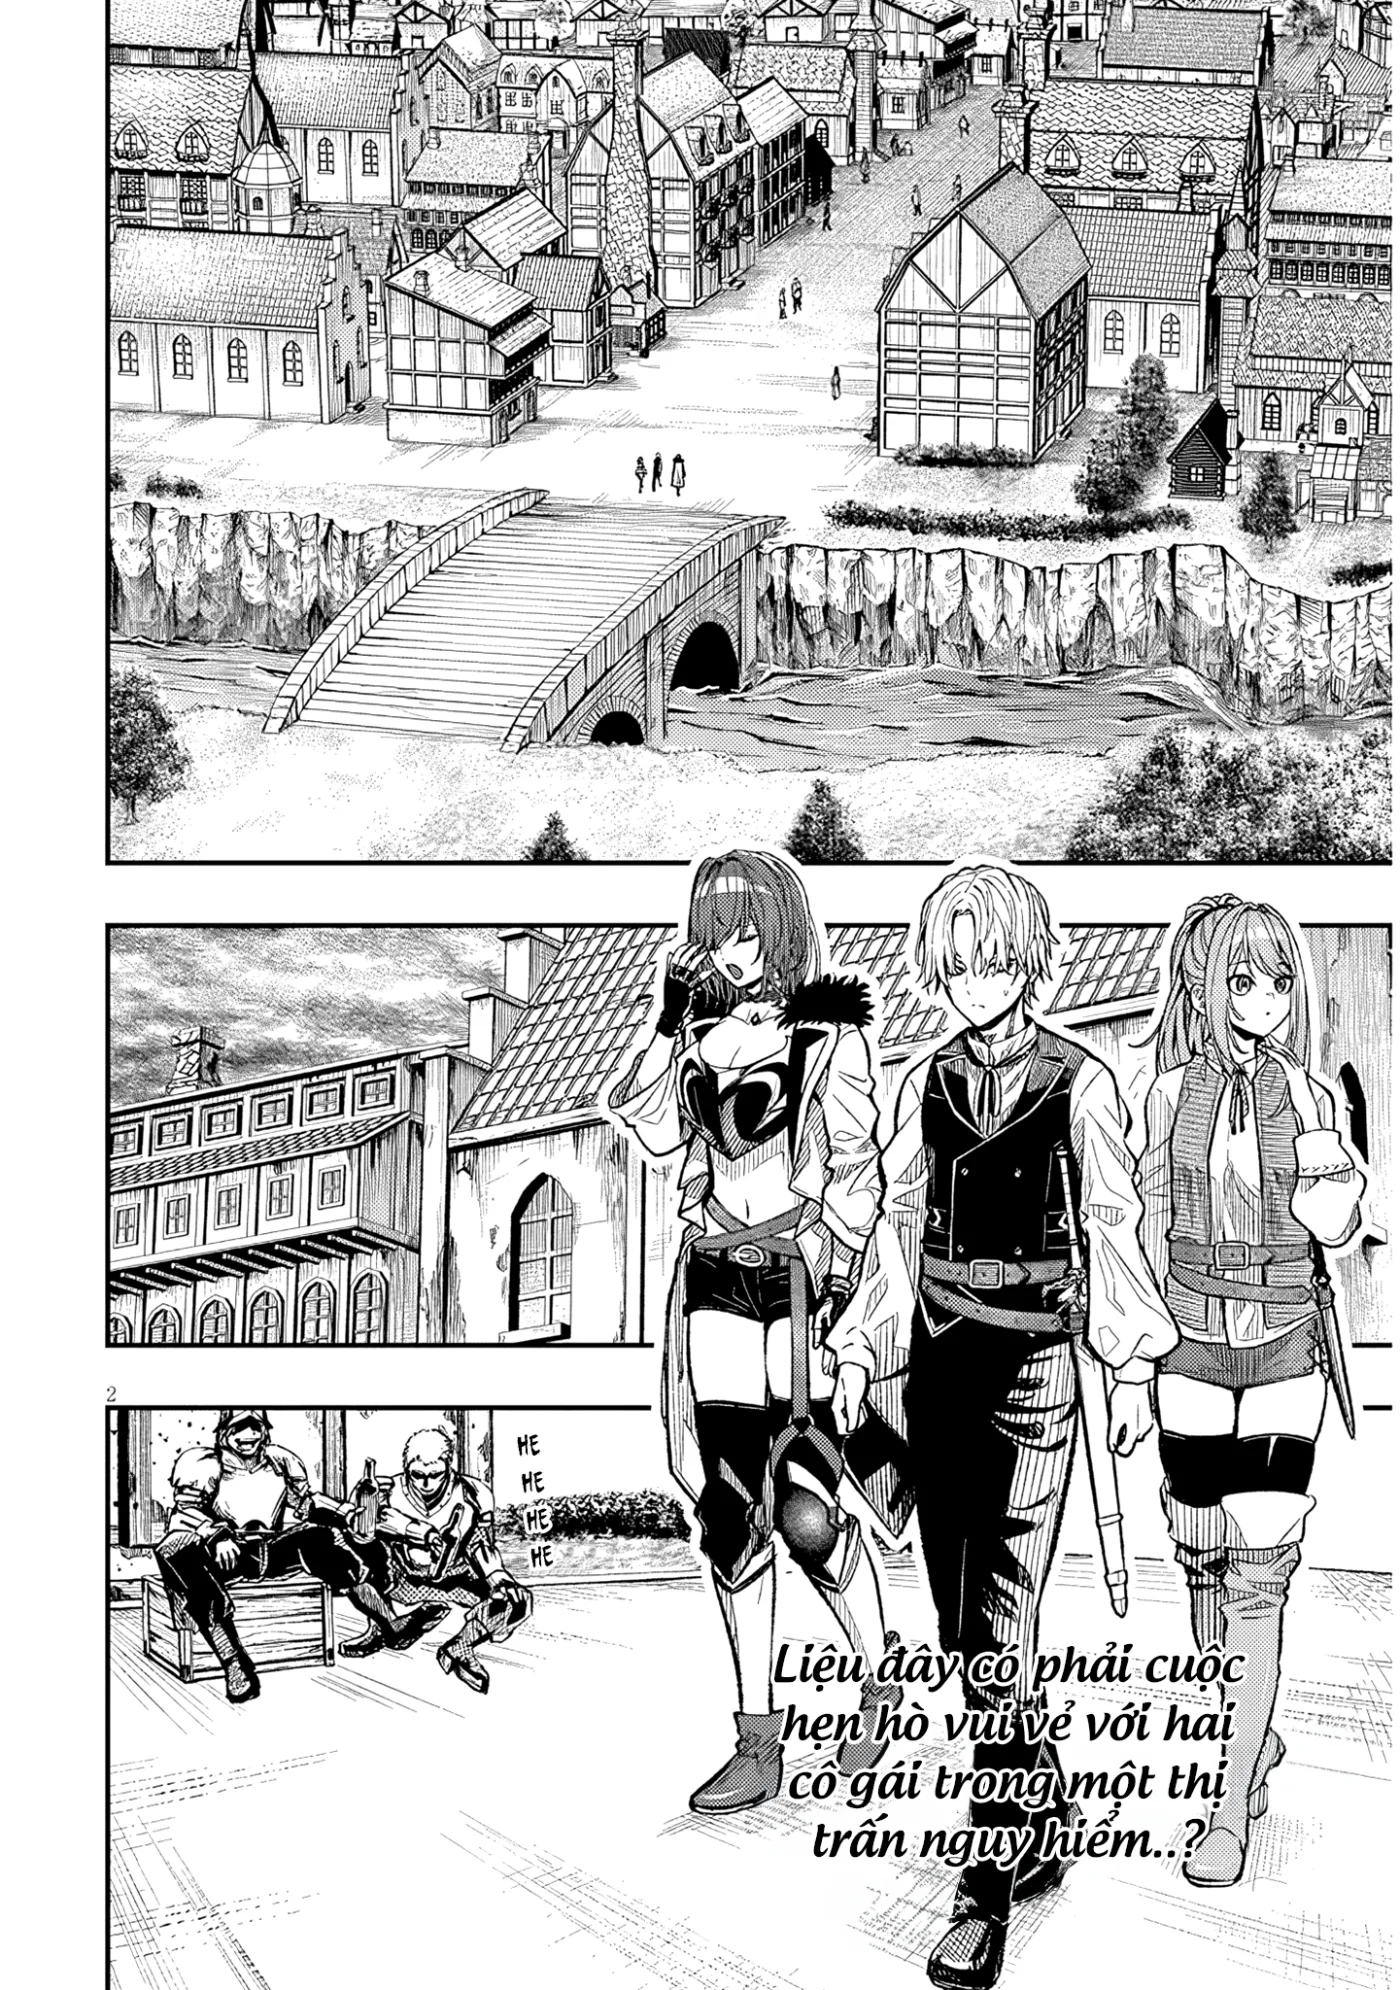 2
HE
HE
HE
HE
Liệu đây có phải cuộc
hẹn hò vui vẻ với hai
cô gái trong một thị
trấn nguy hiểm..?